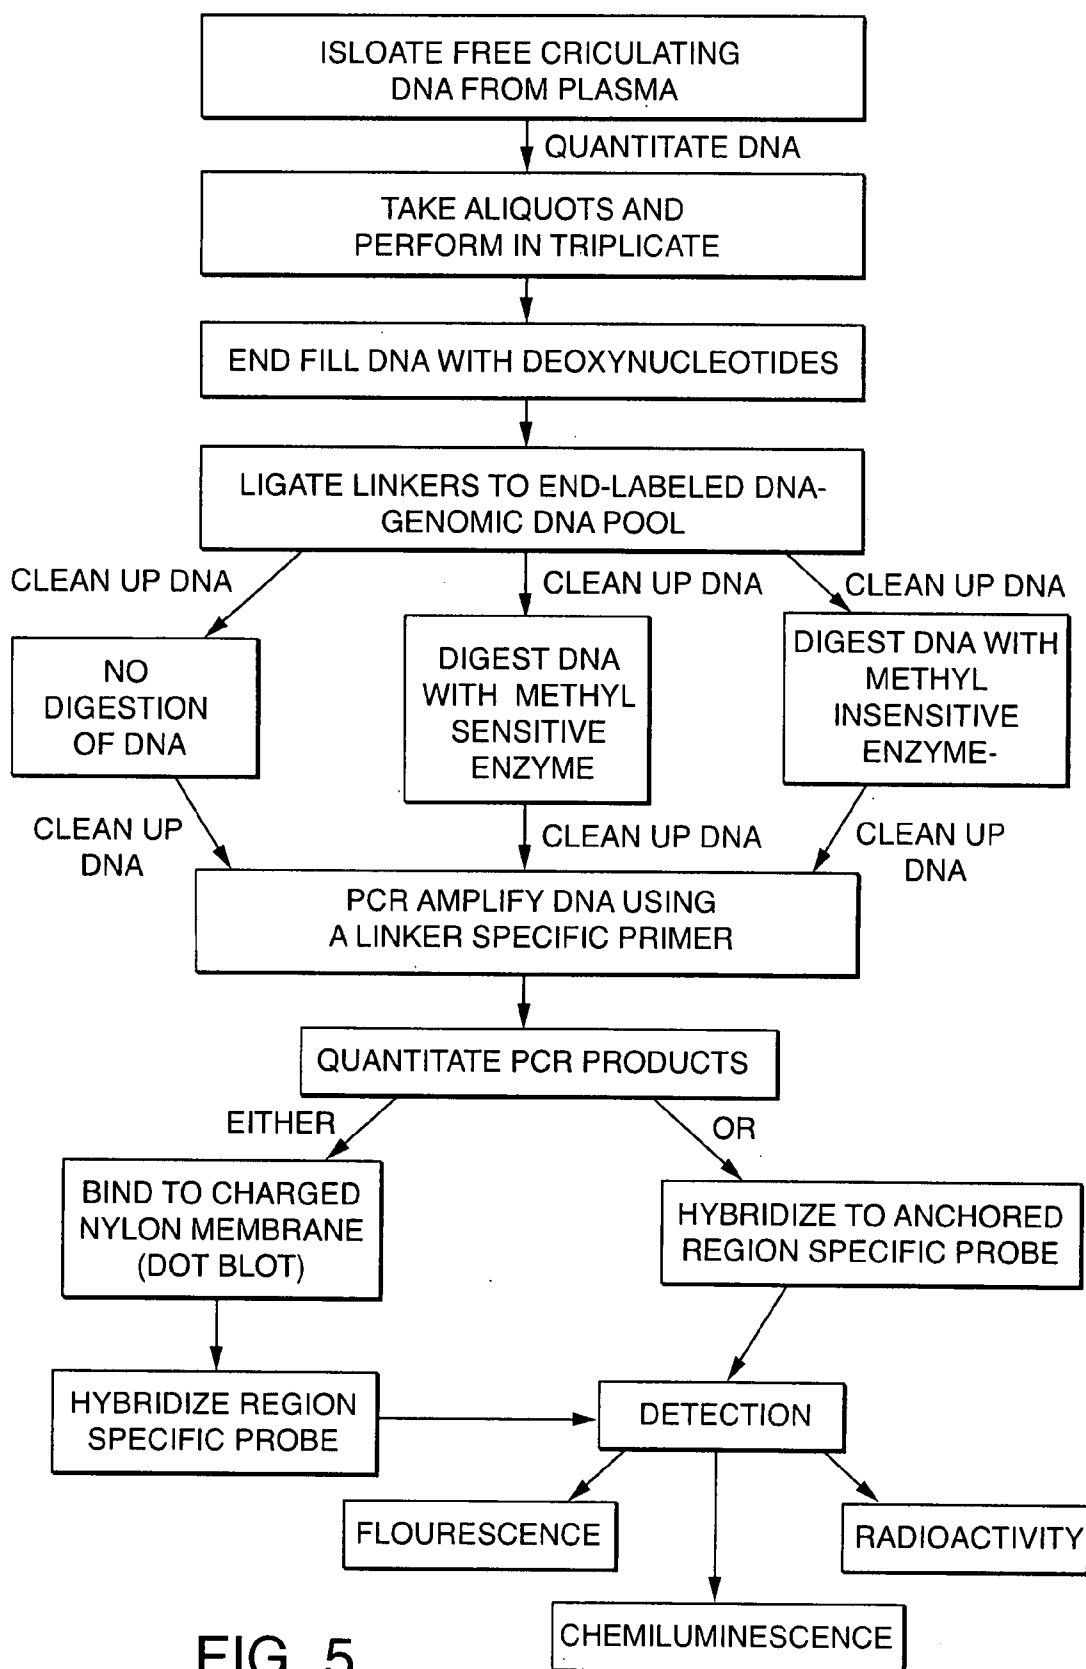 ISLOATE FREE CRICULATING
DNA FROM PLASMA
QUANTITATE DNA
TAKE ALIQUOTS AND
PERFORM IN TRIPLICATE
END FILL DNA WITH DEOXYNUCLEOTIDES
LIGATE LINKERS TO END-LABELED DNA-
GENOMIC DNA POOL
CLEAN UP DNA
CLEAN UP DNA
CLEAN UP DNA
NO
DIGESTION
OF DNA
DIGEST DNA
WITH METHYL
SENSITIVE
ENZYME
DIGEST DNA WITH
METHYL
INSENSITIVE
ENZYME-
CLEAN UP
DNA
CLEAN UP DNA
CLEAN UP
DNA
PCR AMPLIFY DNA USING
A LINKER SPECIFIC PRIMER
QUANTITATE PCR PRODUCTS
EITHER
OR
BIND TO CHARGED
NYLON MEMBRANE
(DOT BLOT)
HYBRIDIZE TO ANCHORED
REGION SPECIFIC PROBE
HYBRIDIZE REGION
SPECIFIC PROBE
DETECTION
FLOURESCENCE
RADIOACTIVITY
CHEMILUMINESCENCE
FIG. 5